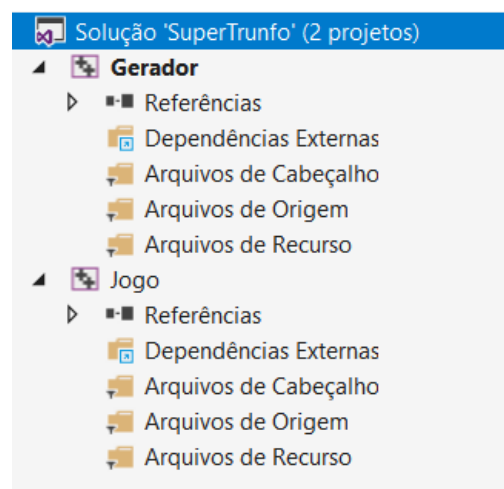 Solução 'SuperTrunfo' (2 projetos)
Gerador
Referências
Dependências Externas
Arquivos de Cabeçalho
Arquivos de Origem
Arquivos de Recurso
Jogo
Referências
Dependências Externas
Arquivos de Cabeçalho
Arquivos de Origem
Arquivos de Recurso